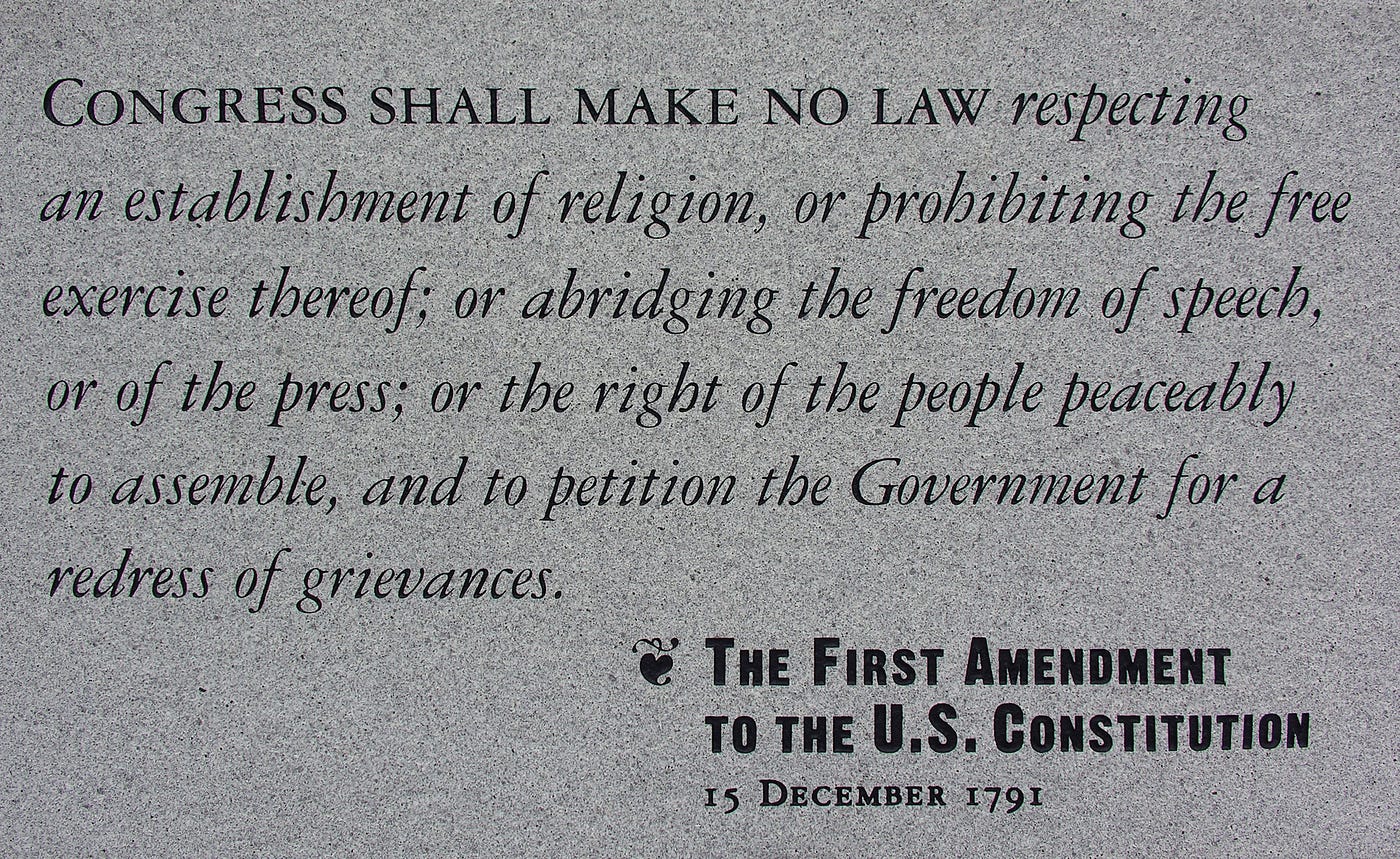 CONGRESS SHALL MAKE NO LAW respecting
an establishment of religion, or prohibiting the free
exercise thereof; or abridging the freedom of speech,
or of the press; or the right of the people peaceably
to assemble, and to petition the Government for a
redress of grievances.
❦ THE FIRST AMENDMENT
TO THE U.S. CONSTITUTION
15 DECEMBER 1791